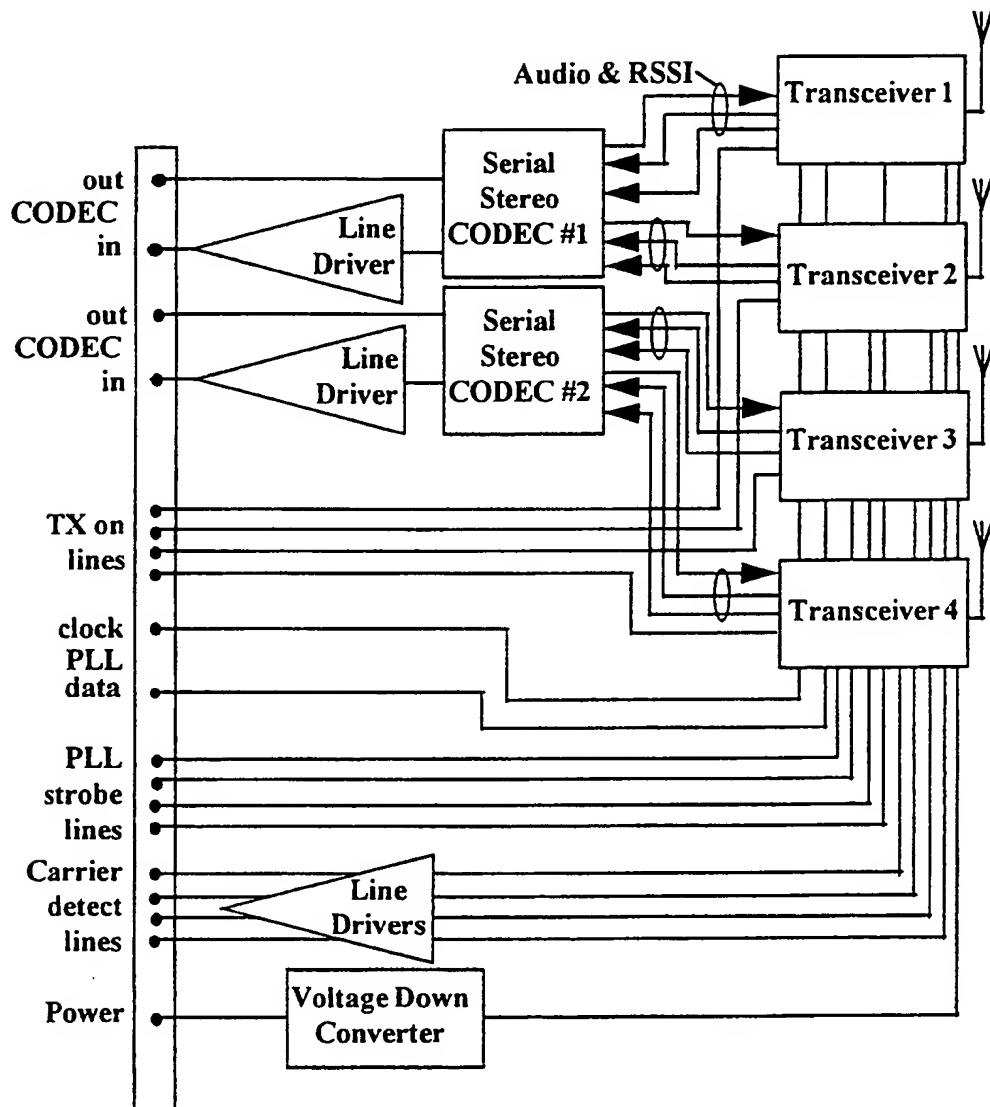 Audio & RSSI
Transceiver 1
out
CODEC
in
Line
Driver
Serial
Stereo
CODEC #1
Transceiver 2
out
CODEC
in
Line
Driver
Serial
Stereo
CODEC #2
Transceiver 3
TX on
lines
Transceiver 4
clock
PLL
data
PLL
strobe
lines
Carrier
detect
lines
Line
Drivers
Power
Voltage Down
Converter